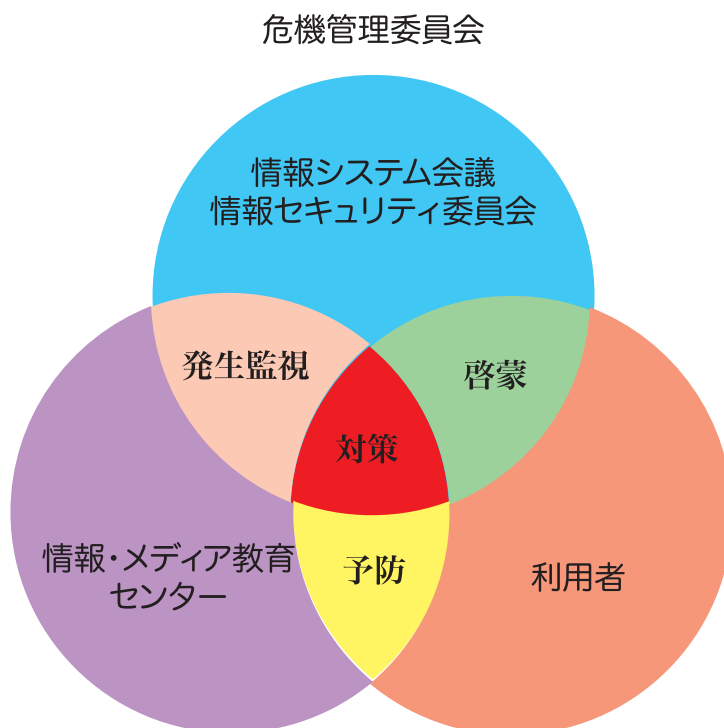 危機管理委員会
情報システム会議
情報セキュリティ委員会
発生監視
啓蒙
対策
情報・メディア教育
センター
予防
利用者